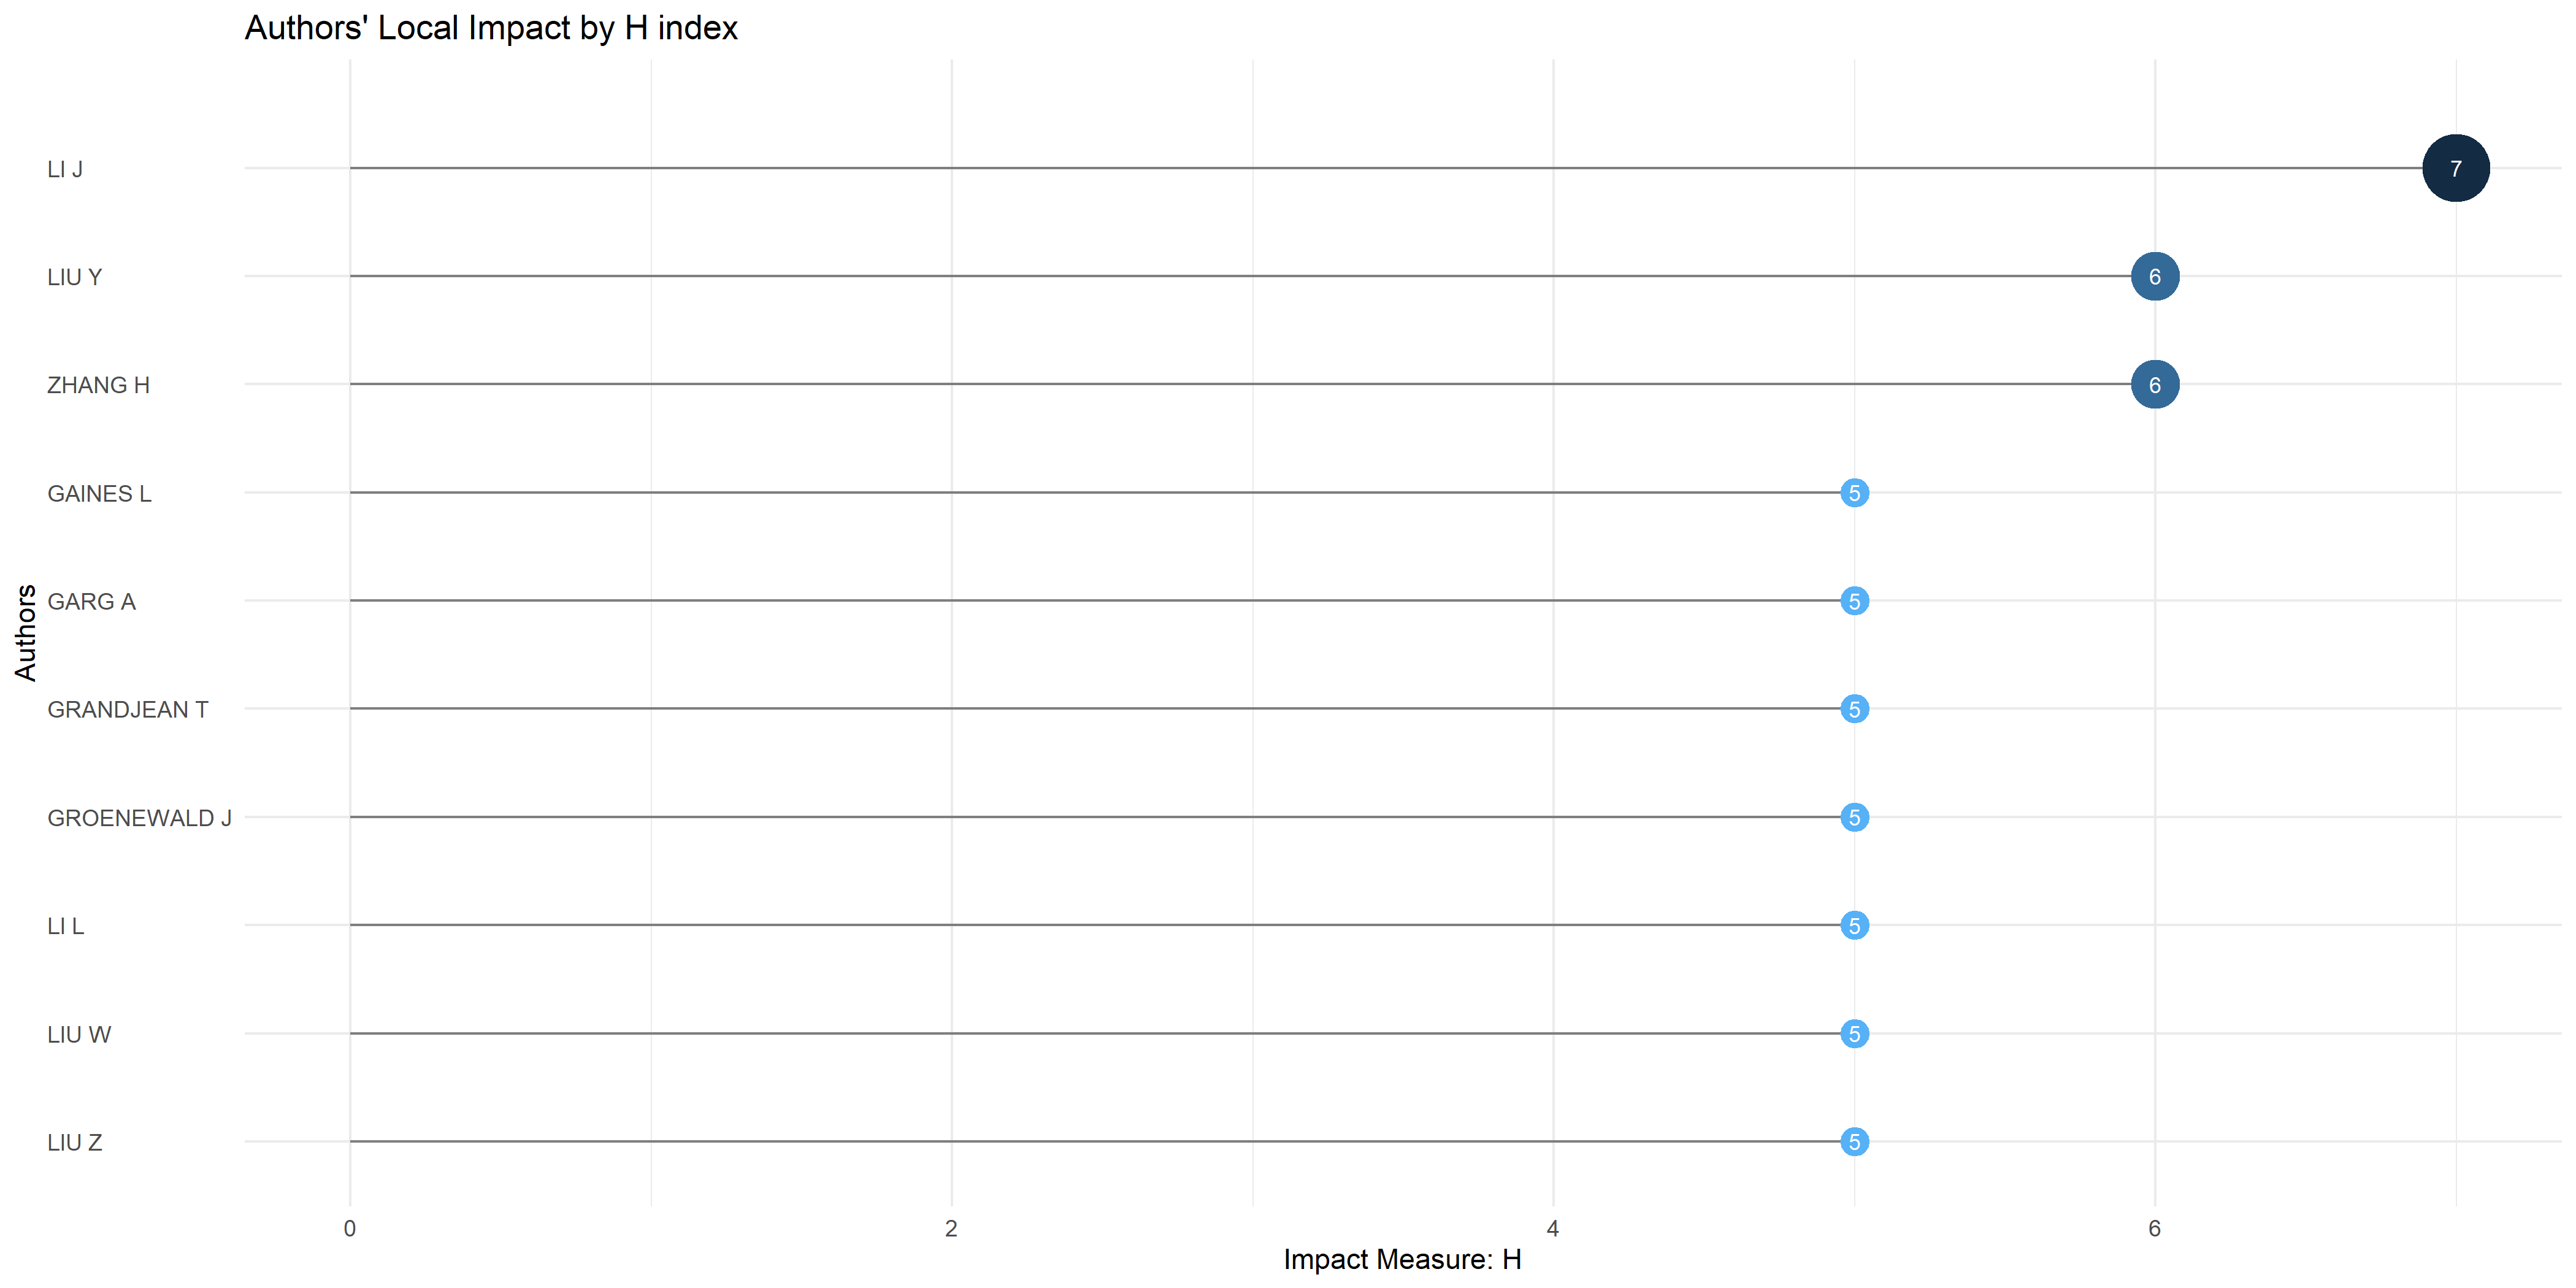 Authors' Local Impact by H index
LI J
7
LIU Y
6
ZHANG H
6
GAINES L
5
GARG A
5
GRANDJEAN T
5
GROENEWALD J
5
LI L
5
LIU W
5
LIU Z
5
Authors
0 2 4 6
Impact Measure: H